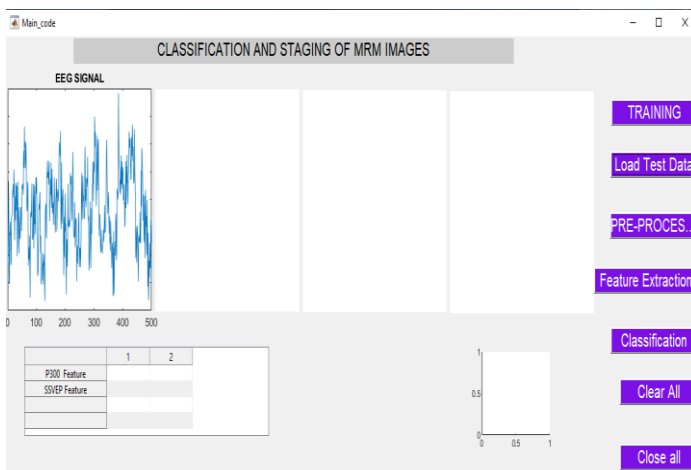 Main_code
CLASSIFICATION AND STAGING OF MRM IMAGES
EEG SIGNAL
0 100 200 300 400 500
TRAINING
Load Test Data
PRE-PROCES...
Feature Extraction
Classification
Clear All
Close all
1 2
P300 Feature
SSVEP Feature
1
0.5
0
0 0.5 1